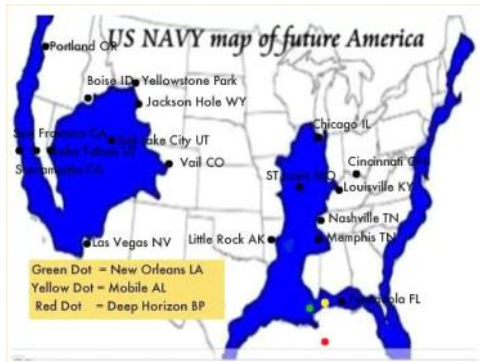 US NAVY map of future America
Portland OR
Boise ID
Yellowstone Park
Jackson Hole WY
Chicago IL
San Francisco CA
Salt Lake City UT
Lake Tahoe
Cincinnati OH
Sacramento CA
Vail CO
ST Louis MO
Louisville KY
Nashville TN
Las Vegas NV
Little Rock AK
Memphis TN
Green Dot = New Orleans LA
Yellow Dot = Mobile AL
Red Dot = Deep Horizon BP
Pensacola FL